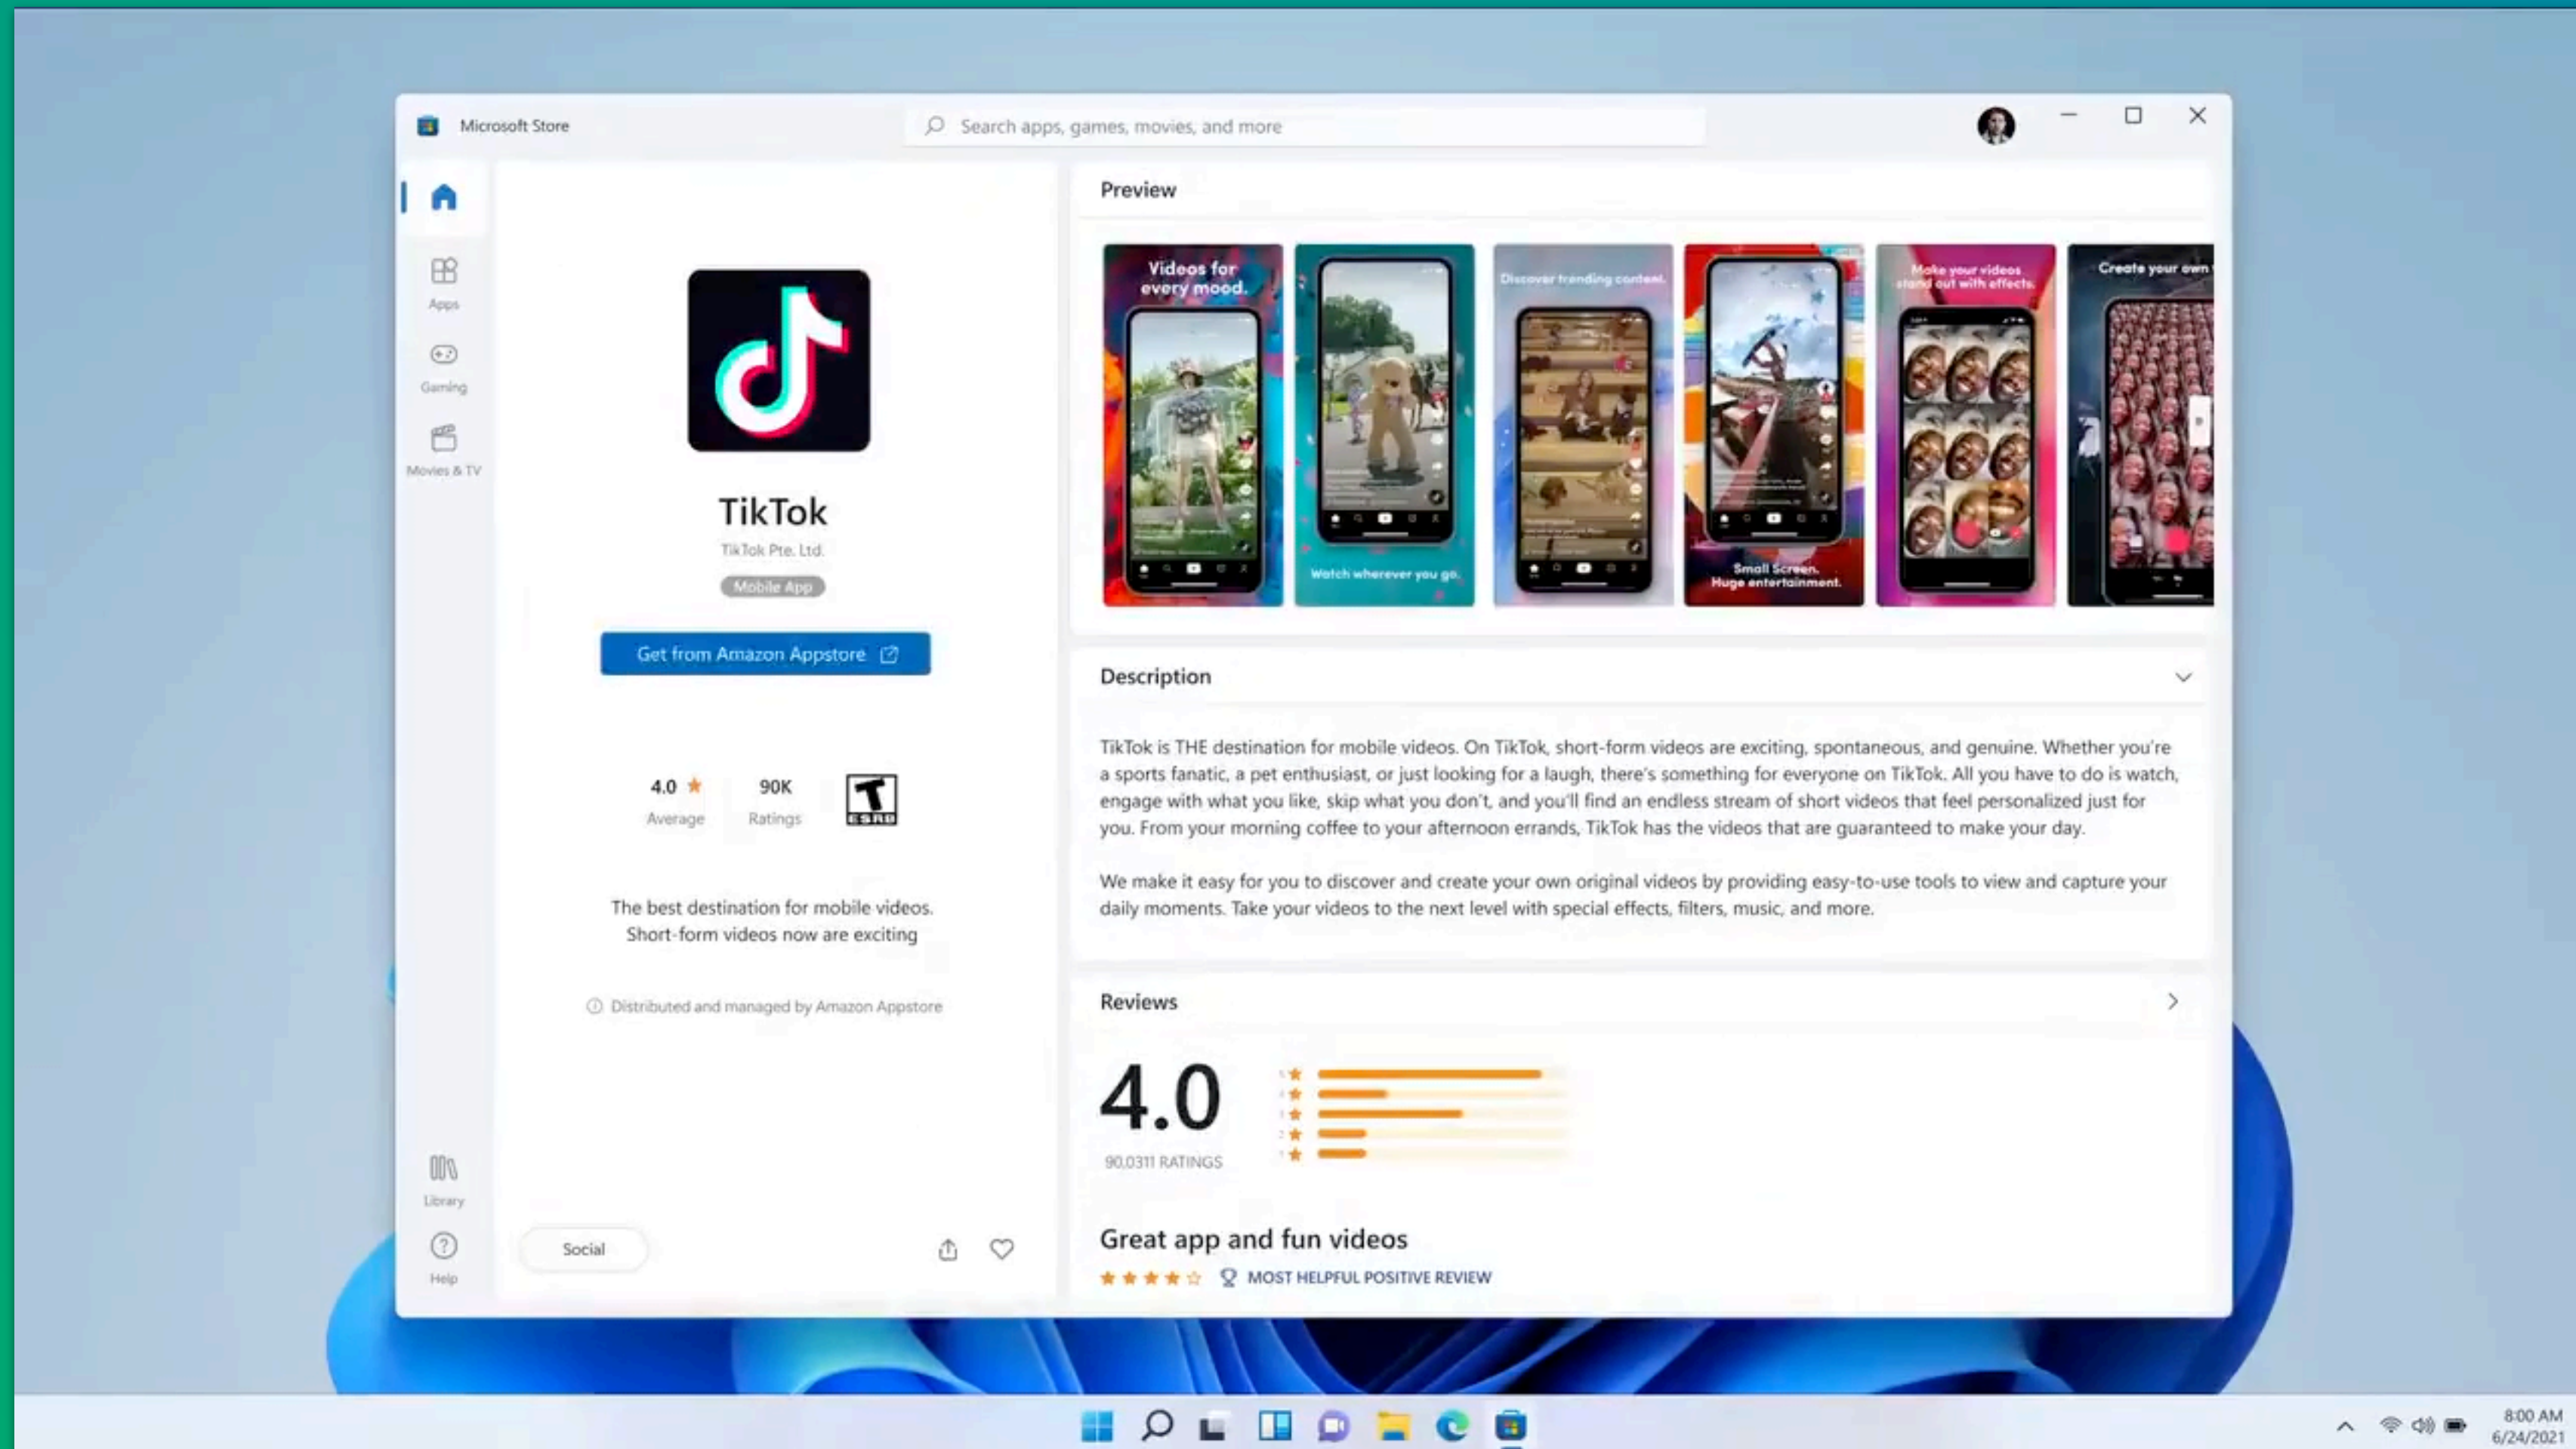 Microsoft Store
Search apps, games, movies, and more
Apps
Gaming
Movies & TV
Library
Help
TikTok
TikTok Pte. Ltd.
Mobile App
Get from Amazon Appstore
4.0
Average
90K
Ratings
T
ESRB
The best destination for mobile videos.
Short-form videos now are exciting
Distributed and managed by Amazon Appstore
Social
Preview
Videos for
every mood.
Watch wherever you go.
Discover trending content.
Small Screen.
Huge entertainment.
Make your videos
stand out with effects.
Create your own
Description
TikTok is THE destination for mobile videos. On TikTok, short-form videos are exciting, spontaneous, and genuine. Whether you're
a sports fanatic, a pet enthusiast, or just looking for a laugh, there's something for everyone on TikTok. All you have to do is watch,
engage with what you like, skip what you don't, and you'll find an endless stream of short videos that feel personalized just for
you. From your morning coffee to your afternoon errands, TikTok has the videos that are guaranteed to make your day.
We make it easy for you to discover and create your own original videos by providing easy-to-use tools to view and capture your
daily moments. Take your videos to the next level with special effects, filters, music, and more.
Reviews
4.0
90,0311 RATINGS
Great app and fun videos
MOST HELPFUL POSITIVE REVIEW
8:00 AM
6/24/2021